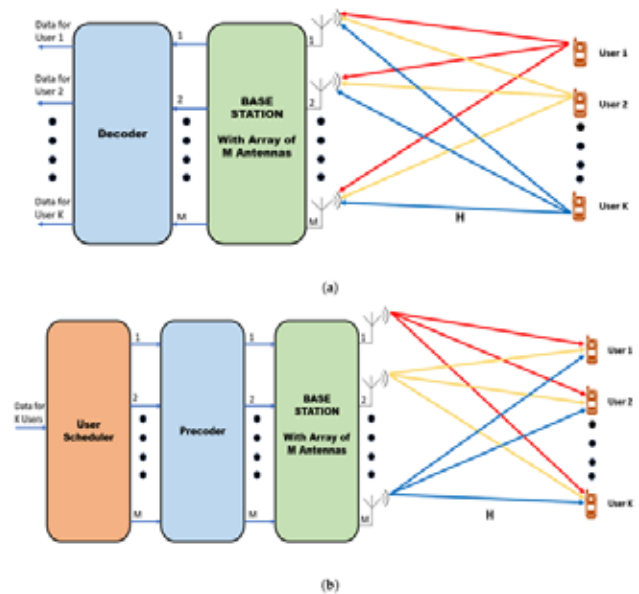 Data for
User 1
Data for
User 2
Data for
User K
Decoder
1
2
M
BASE
STATION
With Array of
M Antennas
1
2
M
H
User 1
User 2
User K
(a)
Data for
K Users
User
Scheduler
1
2
M
Precoder
1
2
M
BASE
STATION
With Array of
M Antennas
1
2
M
H
User 1
User 2
User K
(b)